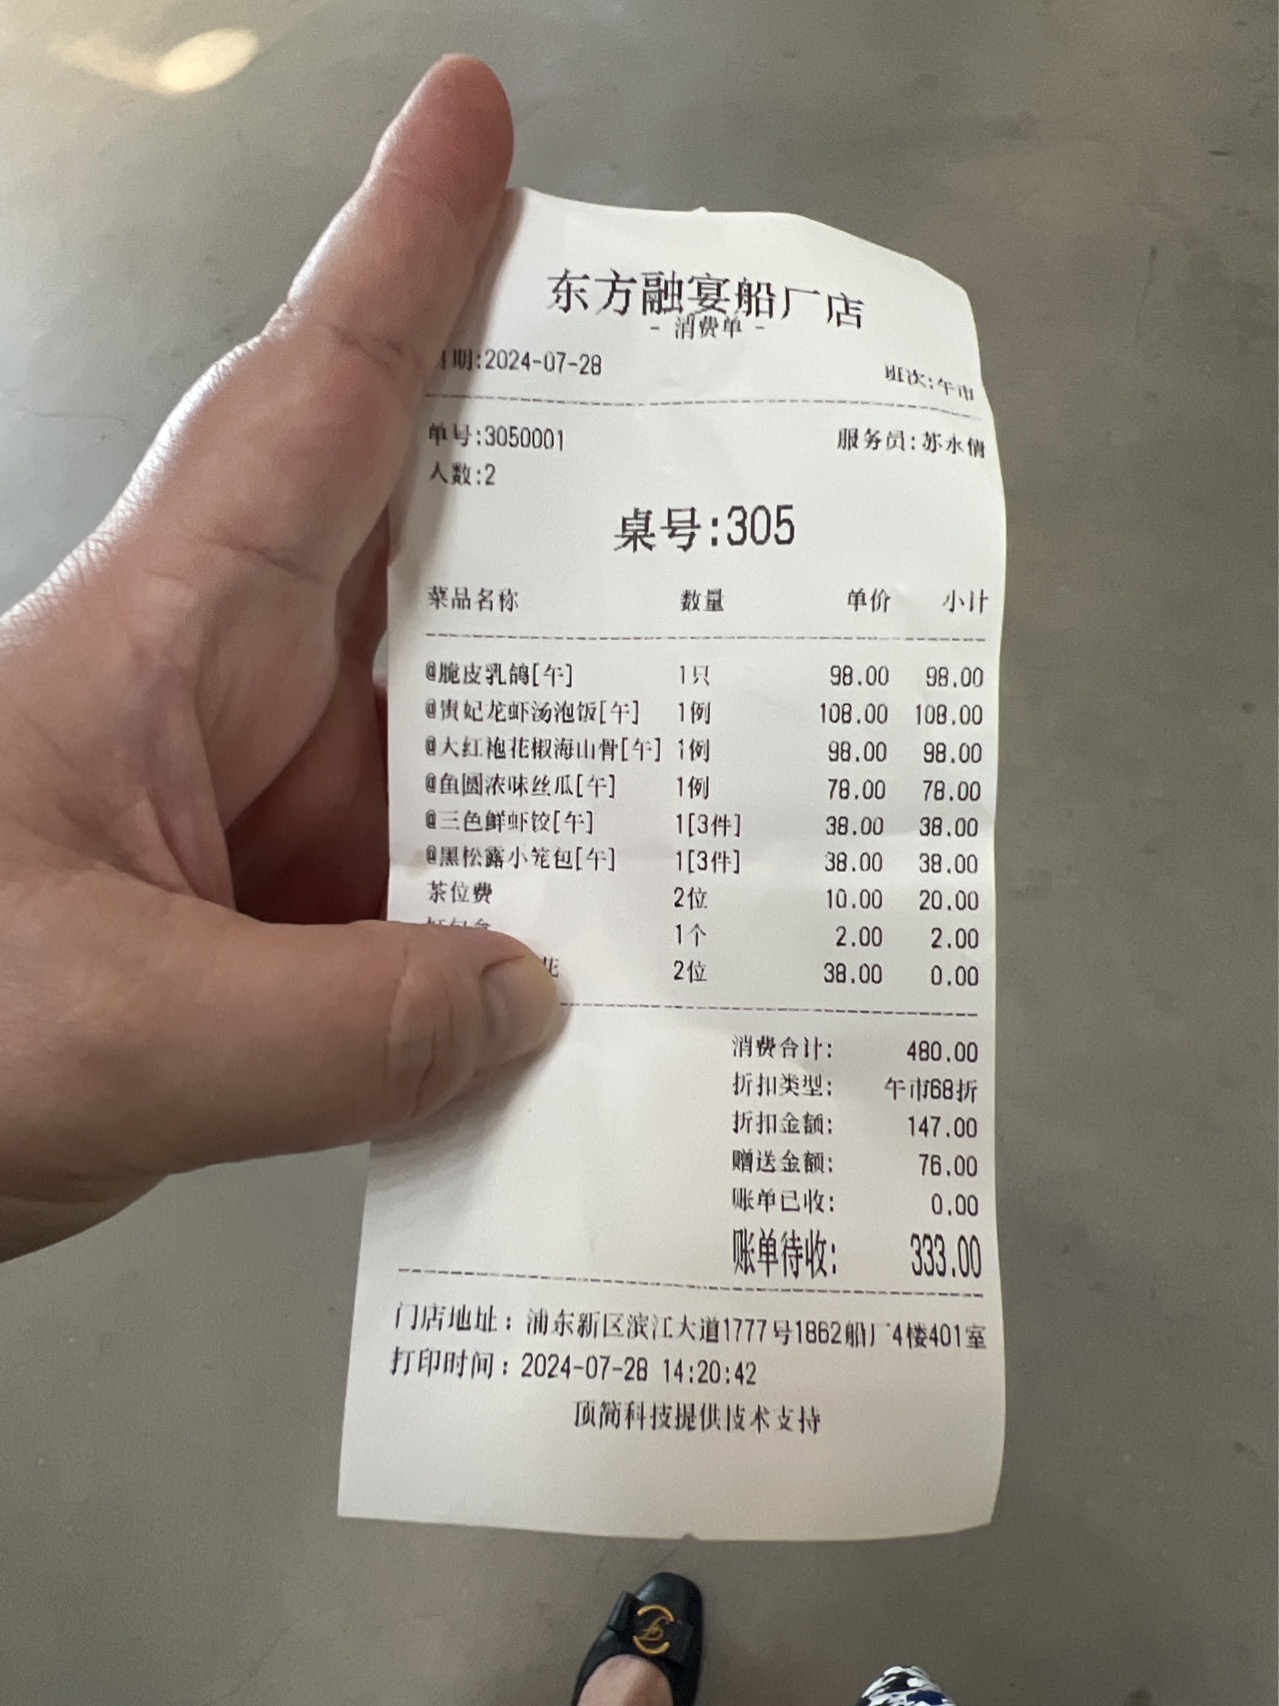 东方融宴船厂店
- 消费单 -
日期:2024-07-28 班次:午市
单号:3050001 服务员:苏永倩
人数:2
桌号:305
菜品名称 数量 单价 小计
@脆皮乳鸽[午] 1只 98.00 98.00
@贵妃龙虾汤泡饭[午] 1例 108.00 108.00
@大红袍花椒海山骨[午] 1例 98.00 98.00
@鱼圆浓味丝瓜[午] 1例 78.00 78.00
@三色鲜虾饺[午] 1[3件] 38.00 38.00
@黑松露小笼包[午] 1[3件] 38.00 38.00
茶位费 2位 10.00 20.00
1个 2.00 2.00
花 2位 38.00 0.00
消费合计: 480.00
折扣类型: 午市68折
折扣金额: 147.00
赠送金额: 76.00
账单已收: 0.00
账单待收: 333.00
门店地址：浦东新区滨江大道1777号1862船厂4楼401室
打印时间：2024-07-28 14:20:42
顶简科技提供技术支持